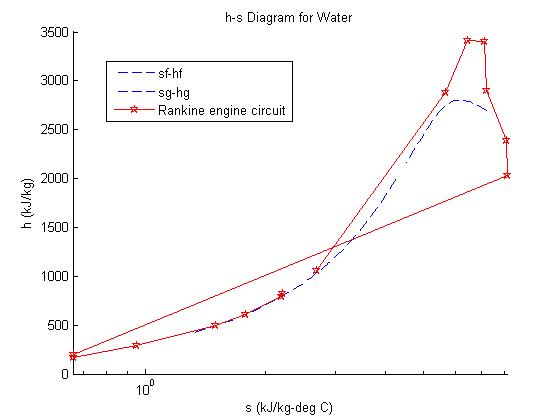 h-s Diagram for Water
3500
3000
2500
2000
1500
1000
500
0
h (kJ/kg)
sf-hf
sg-hg
Rankine engine circuit
10^0
s (kJ/kg-deg C)